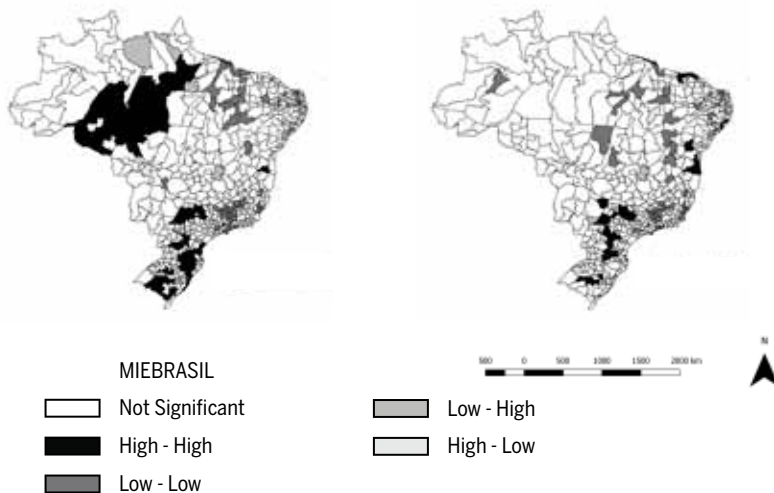 N
500 0 500 1000 1500 2000 km
MIEBRASIL
Not Significant
High - High
Low - Low
Low - High
High - Low